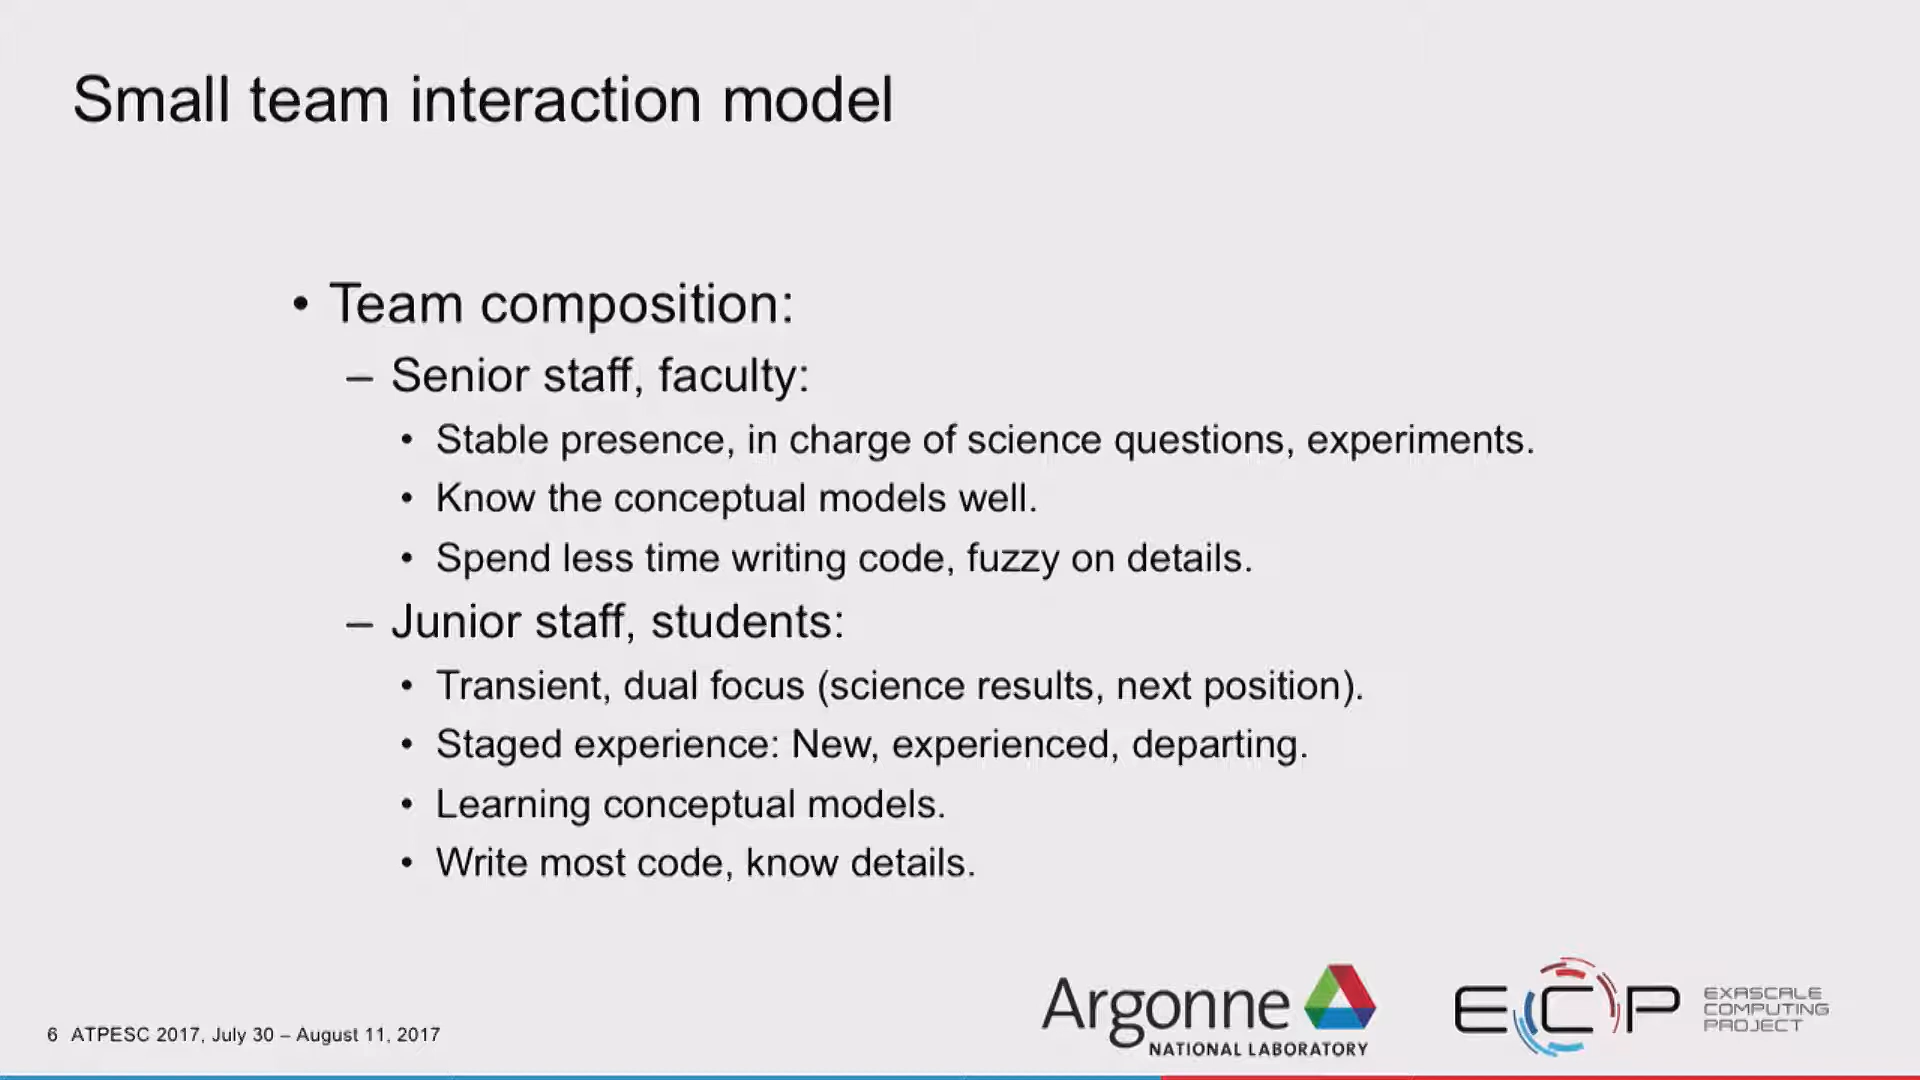 Small team interaction model
• Team composition:
– Senior staff, faculty:
• Stable presence, in charge of science questions, experiments.
• Know the conceptual models well.
• Spend less time writing code, fuzzy on details.
– Junior staff, students:
• Transient, dual focus (science results, next position).
• Staged experience: New, experienced, departing.
• Learning conceptual models.
• Write most code, know details.
6 ATPESC 2017, July 30 – August 11, 2017
Argonne
NATIONAL LABORATORY
ECP
EXASCALE
COMPUTING
PROJECT